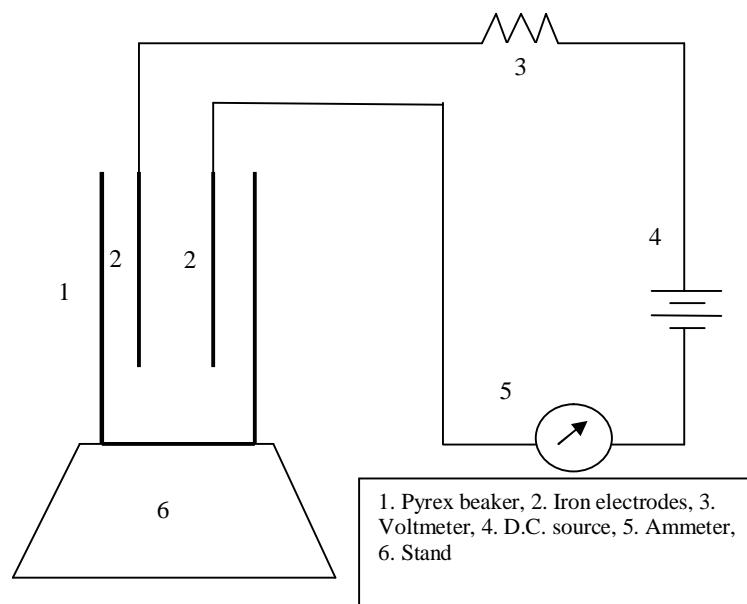 3
4
2
2
1
5
6
1. Pyrex beaker, 2. Iron electrodes, 3.
Voltmeter, 4. D.C. source, 5. Ammeter,
6. Stand